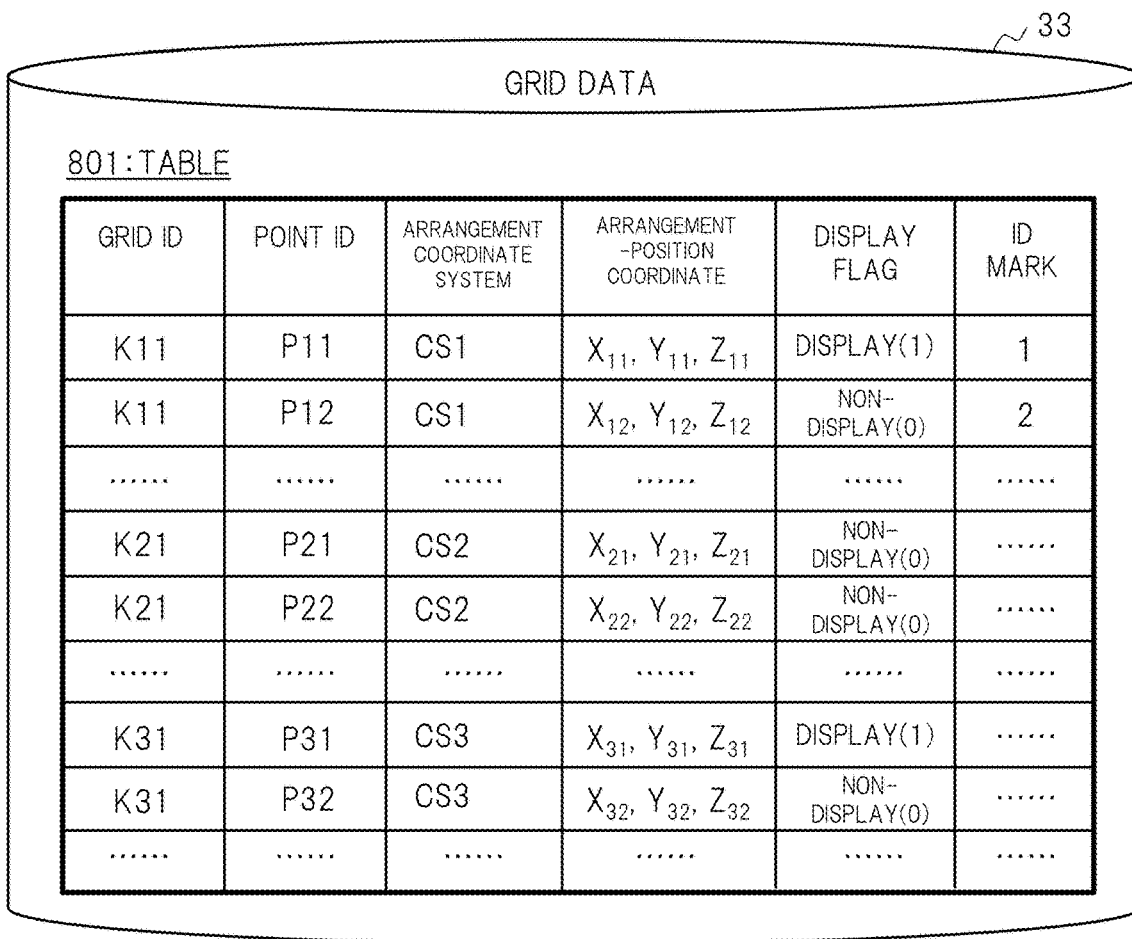 33
GRID DATA
801:TABLE
GRID ID POINT ID ARRANGEMENT COORDINATE SYSTEM ARRANGEMENT -POSITION COORDINATE DISPLAY FLAG ID MARK
K11 P11 CS1 X11, Y11, Z11 DISPLAY(1) 1
K11 P12 CS1 X12, Y12, Z12 NON-DISPLAY(0) 2
...... ...... ...... ...... ...... ......
K21 P21 CS2 X21, Y21, Z21 NON-DISPLAY(0) ......
K21 P22 CS2 X22, Y22, Z22 NON-DISPLAY(0) ......
...... ...... ...... ...... ...... ......
K31 P31 CS3 X31, Y31, Z31 DISPLAY(1) ......
K31 P32 CS3 X32, Y32, Z32 NON-DISPLAY(0) ......
...... ...... ...... ...... ...... ......